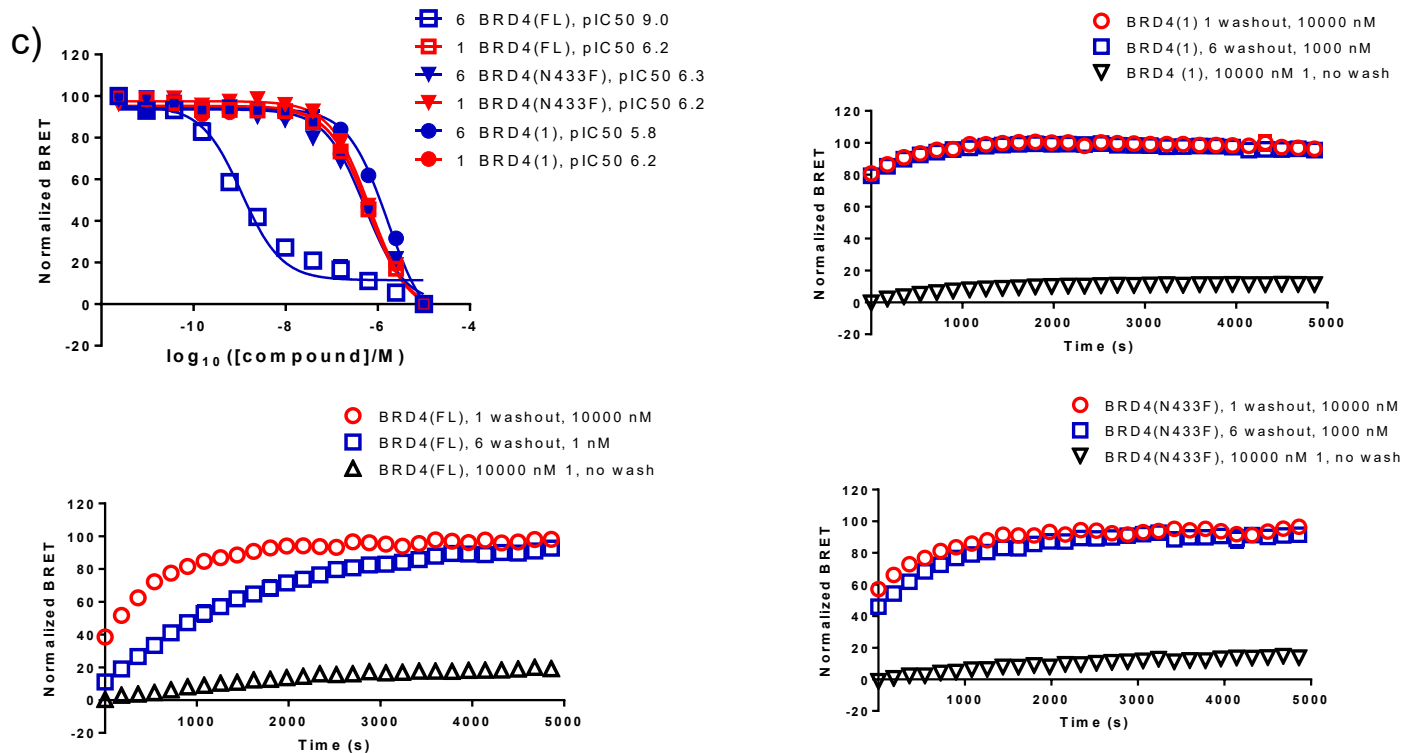 c)
6 BRD4(FL), pIC50 9.0
1 BRD4(FL), pIC50 6.2
6 BRD4(N433F), pIC50 6.3
1 BRD4(N433F), pIC50 6.2
6 BRD4(1), pIC50 5.8
1 BRD4(1), pIC50 6.2
Normalized BRET
120
100
80
60
40
20
0
-20
-10
-8
-6
-4
log10 ([compound]/M)
BRD4(1) 1 washout, 10000 nM
BRD4(1), 6 washout, 1000 nM
BRD4 (1), 10000 nM 1, no wash
Normalized BRET
120
100
80
60
40
20
0
-20
1000
2000
3000
4000
5000
Time (s)
BRD4(FL), 1 washout, 10000 nM
BRD4(FL), 6 washout, 1 nM
BRD4(FL), 10000 nM 1, no wash
Normalized BRET
120
100
80
60
40
20
0
-20
1000
2000
3000
4000
5000
Time (s)
BRD4(N433F), 1 washout, 10000 nM
BRD4(N433F), 6 washout, 1000 nM
BRD4(N433F), 10000 nM 1, no wash
Normalized BRET
120
100
80
60
40
20
0
-20
1000
2000
3000
4000
5000
Time (s)